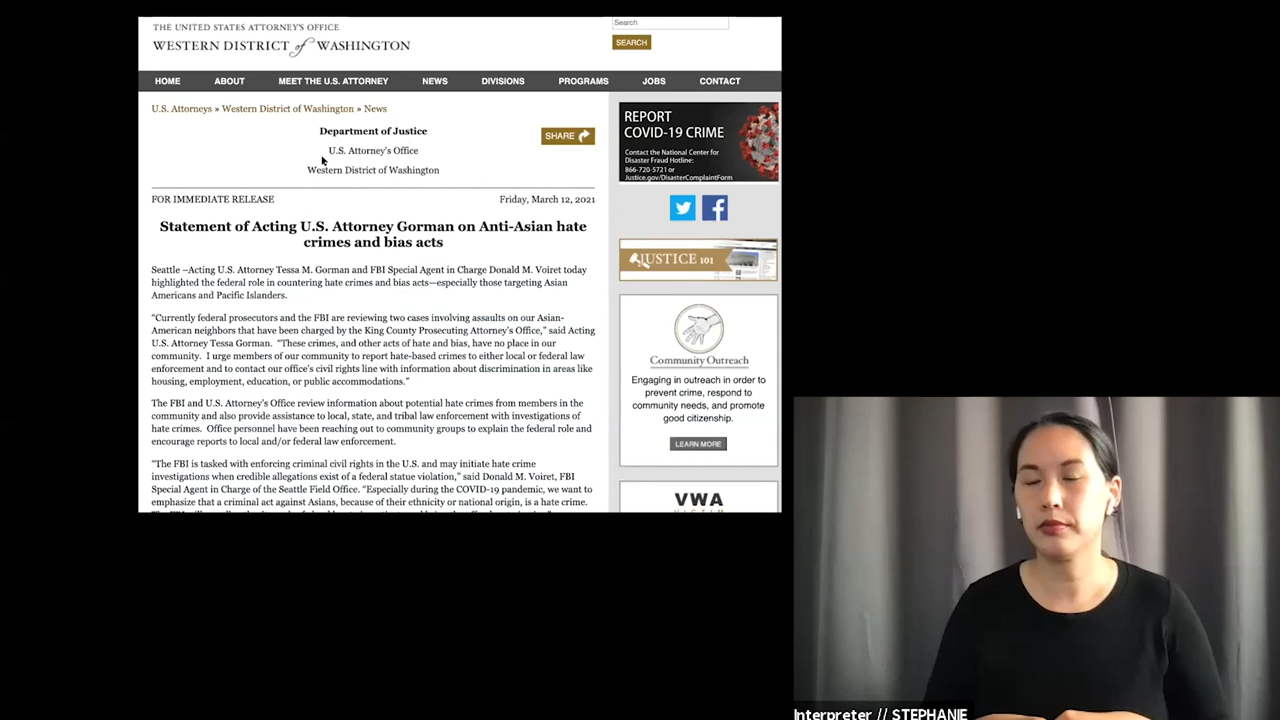 THE UNITED STATES ATTORNEY'S OFFICE
WESTERN DISTRICT of WASHINGTON
Search
SEARCH
HOME ABOUT MEET THE U.S. ATTORNEY NEWS DIVISIONS PROGRAMS JOBS CONTACT
U.S. Attorneys » Western District of Washington » News
Department of Justice
U.S. Attorney's Office
Western District of Washington
SHARE
FOR IMMEDIATE RELEASE
Friday, March 12, 2021
Statement of Acting U.S. Attorney Gorman on Anti-Asian hate
crimes and bias acts
Seattle –Acting U.S. Attorney Tessa M. Gorman and FBI Special Agent in Charge Donald M. Voiret today
highlighted the federal role in countering hate crimes and bias acts—especially those targeting Asian
Americans and Pacific Islanders.
“Currently federal prosecutors and the FBI are reviewing two cases involving assaults on our Asian-
American neighbors that have been charged by the King County Prosecuting Attorney's Office,” said Acting
U.S. Attorney Tessa Gorman. “These crimes, and other acts of hate and bias, have no place in our
community. I urge members of our community to report hate-based crimes to either local or federal law
enforcement and to contact our office's civil rights line with information about discrimination in areas like
housing, employment, education, or public accommodations.”
The FBI and U.S. Attorney's Office review information about potential hate crimes from members in the
community and also provide assistance to local, state, and tribal law enforcement with investigations of
hate crimes. Office personnel have been reaching out to community groups to explain the federal role and
encourage reports to local and/or federal law enforcement.
“The FBI is tasked with enforcing criminal civil rights in the U.S. and may initiate hate crime
investigations when credible allegations exist of a federal statute violation,” said Donald M. Voiret, FBI
Special Agent in Charge of the Seattle Field Office. “Especially during the COVID-19 pandemic, we want to
emphasize that a criminal act against Asians, because of their ethnicity or national origin, is a hate crime.
REPORT
COVID-19 CRIME
Contact the National Center for
Disaster Fraud Hotline:
866-720-5721 or
Justice.gov/DisasterComplaintForm
JUSTICE 101
Community Outreach
Engaging in outreach in order to
prevent crime, respond to
community needs, and promote
good citizenship.
LEARN MORE
VWA
Interpreter // STEPHANIE